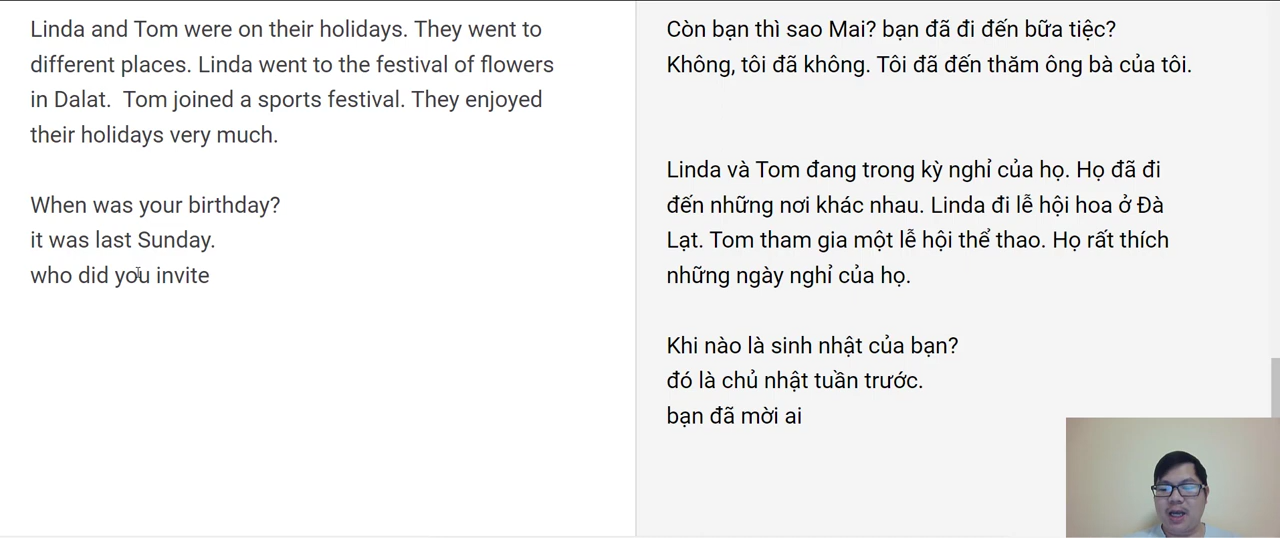 Linda and Tom were on their holidays. They went to
different places. Linda went to the festival of flowers
in Dalat.  Tom joined a sports festival. They enjoyed
their holidays very much.
When was your birthday?
it was last Sunday.
who did you invite
Còn bạn thì sao Mai? bạn đã đi đến bữa tiệc?
Không, tôi đã không. Tôi đã đến thăm ông bà của tôi.
Linda và Tom đang trong kỳ nghỉ của họ. Họ đã đi
đến những nơi khác nhau. Linda đi lễ hội hoa ở Đà
Lạt. Tom tham gia một lễ hội thể thao. Họ rất thích
những ngày nghỉ của họ.
Khi nào là sinh nhật của bạn?
đó là chủ nhật tuần trước.
bạn đã mời ai